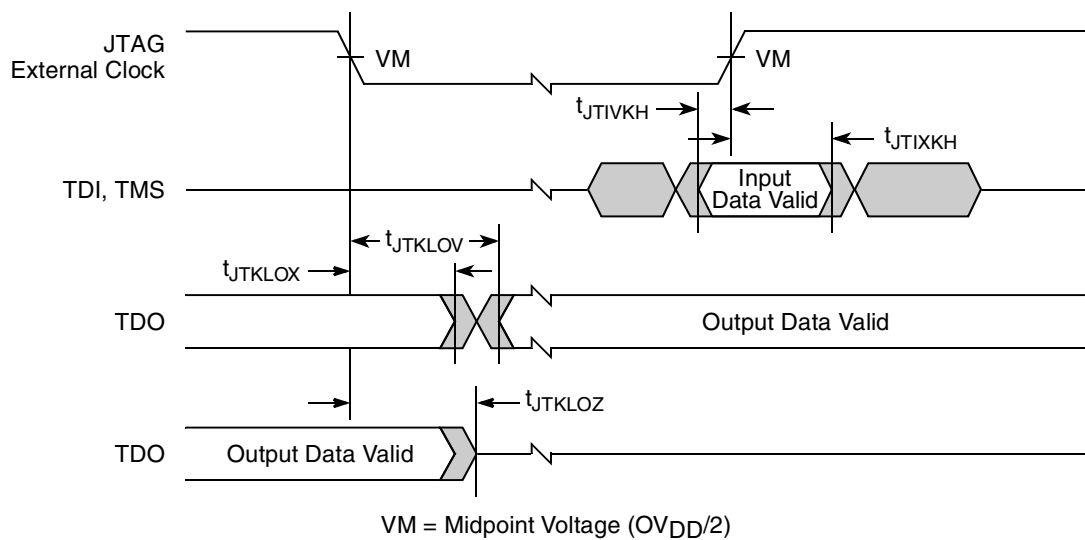 JTAG
External Clock
VM
VM
tJTIVKH
tJTIXKH
TDI, TMS
Input
Data Valid
tJTKLOV
tJTKLOX
TDO
Output Data Valid
tJTKLOZ
TDO
Output Data Valid
VM = Midpoint Voltage (OVDD/2)